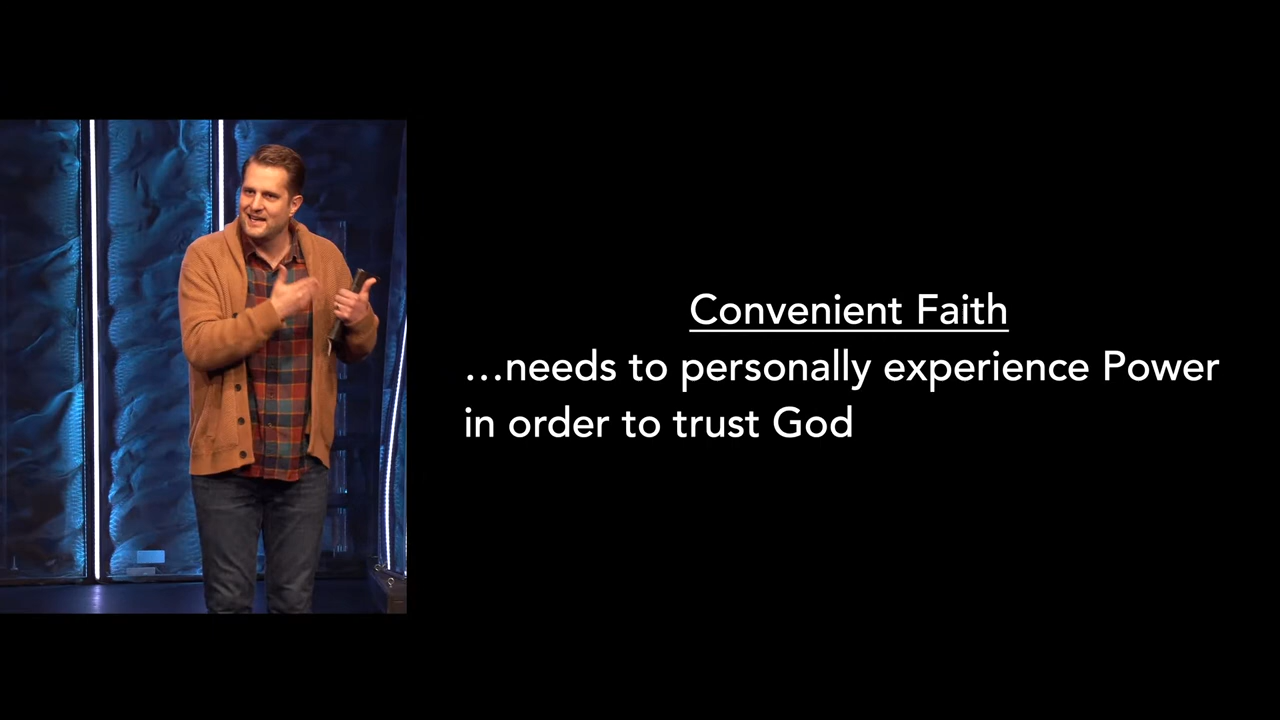 Convenient Faith
…needs to personally experience Power
in order to trust God